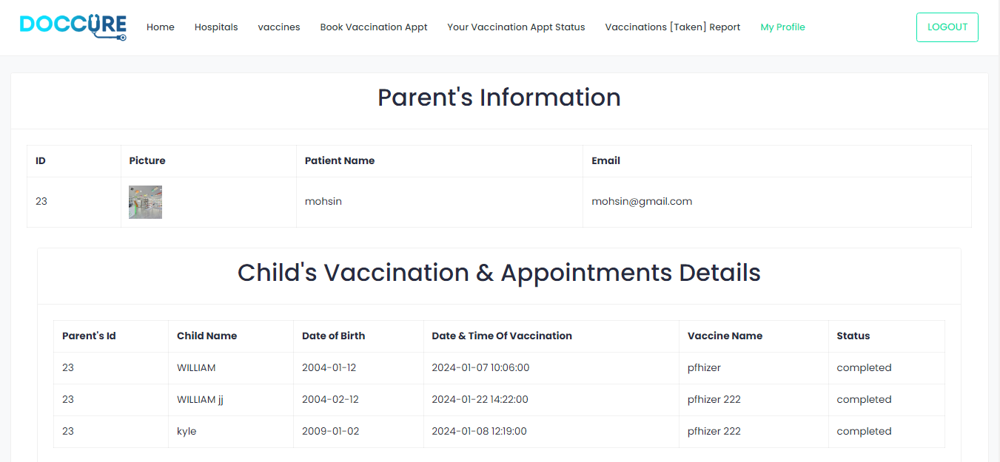 DOCCURE Home Hospitals vaccines Book Vaccination Appt Your Vaccination Appt Status Vaccinations [Taken] Report My Profile LOGOUT
Parent's Information
ID Picture Patient Name Email
23 mohsin mohsin@gmail.com
Child's Vaccination & Appointments Details
Parent's Id Child Name Date of Birth Date & Time Of Vaccination Vaccine Name Status
23 WILLIAM 2004-01-12 2024-01-07 10:06:00 pfhizer completed
23 WILLIAM jj 2004-02-12 2024-01-22 14:22:00 pfhizer 222 completed
23 kyle 2009-01-02 2024-01-08 12:19:00 pfhizer 222 completed